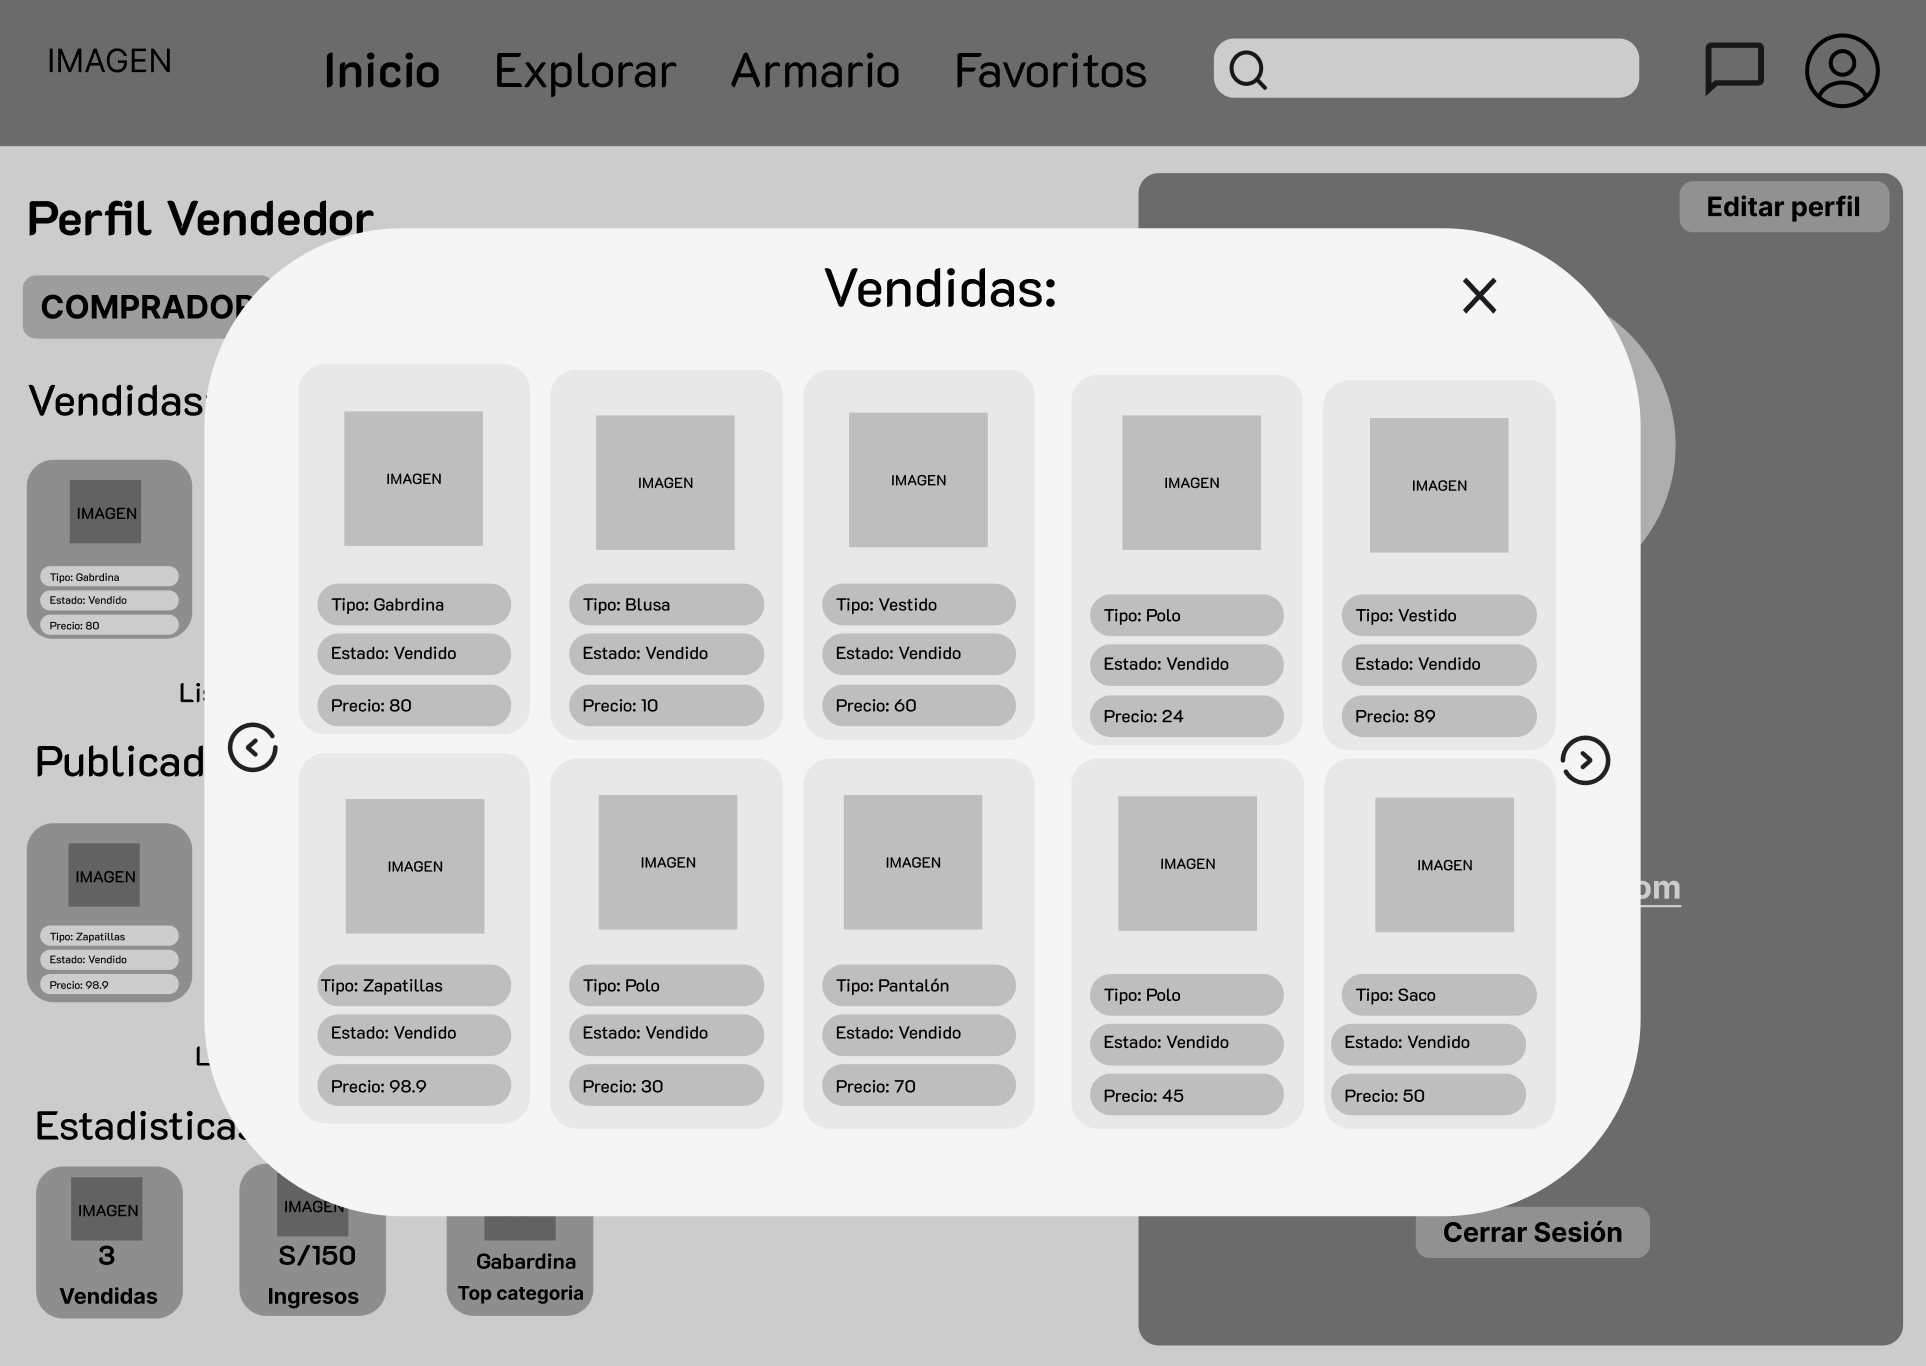 IMAGEN
Inicio Explorar Armario Favoritos
Editar perfil
Perfil Vendedor
COMPRADOR
Vendidas
IMAGEN
Tipo: Gabrdina
Estado: Vendido
Precio: 80
Publicad
IMAGEN
Tipo: Zapatillas
Estado: Vendido
Precio: 98.9
Estadisticas
IMAGEN
3
Vendidas
IMAGEN
S/150
Ingresos
Gabardina
Top categoria
om
Cerrar Sesión
Vendidas:
IMAGEN
Tipo: Gabrdina
Estado: Vendido
Precio: 80
IMAGEN
Tipo: Blusa
Estado: Vendido
Precio: 10
IMAGEN
Tipo: Vestido
Estado: Vendido
Precio: 60
IMAGEN
Tipo: Polo
Estado: Vendido
Precio: 24
IMAGEN
Tipo: Vestido
Estado: Vendido
Precio: 89
IMAGEN
Tipo: Zapatillas
Estado: Vendido
Precio: 98.9
IMAGEN
Tipo: Polo
Estado: Vendido
Precio: 30
IMAGEN
Tipo: Pantalón
Estado: Vendido
Precio: 70
IMAGEN
Tipo: Polo
Estado: Vendido
Precio: 45
IMAGEN
Tipo: Saco
Estado: Vendido
Precio: 50